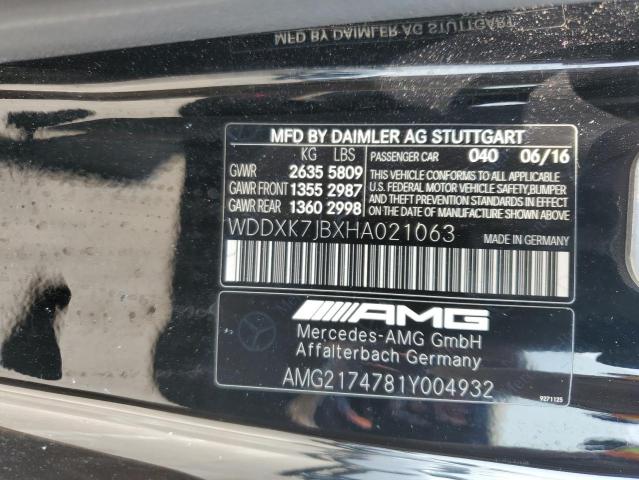 MFD BY DAIMLER AG STUTTGART
MFD BY DAIMLER AG STUTTGART
KG LBS PASSENGER CAR 040 06/16
GVWR 2635 5809 THIS VEHICLE CONFORMS TO ALL APPLICABLE
GAWR FRONT 1355 2987 U.S. FEDERAL MOTOR VEHICLE SAFETY,BUMPER
GAWR REAR 1360 2998 AND THEFT PREVENTION STANDARDS IN EFFECT
ON THE DATE OF MANUFACTURE SHOWN ABOVE
WDDXK7JBXHA021063 MADE IN GERMANY
AMG
Mercedes-AMG GmbH
Affalterbach Germany
AMG2174781Y004932
9271125